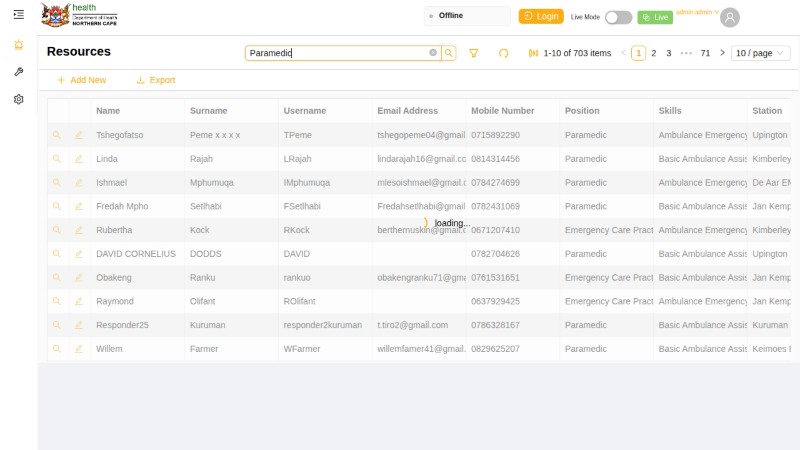 health
Department of Health
NORTHERN CAPE
Offline
Login
Live Mode
Live
admin admin
Resources
Paramedic
1-10 of 703 items
1 2 3 ••• 71
10 / page
Add New
Export
Name Surname Username Email Address Mobile Number Position Skills Station
Tshegofatso Peme x x x x TPeme tshegopeme04@gmail 0715892290 Paramedic Ambulance Emergency Upington
Linda Rajah LRajah lindarajah16@gmail.cc 0814314456 Paramedic Basic Ambulance Assis Kimberley
Ishmael Mphumuqa IMphumuqa mlesoishmael@gmail.c 0784274699 Paramedic Ambulance Emergency De Aar EM
Fredah Mpho Setlhabi FSetlhabi Fredahsetlhabi@gmail 0782431069 Paramedic Basic Ambulance Assis Jan Kemp
loading...
Rubertha Kock RKock berthernuskin@gmail.c 0671207410 Emergency Care Pract Ambulance Emergency Kimberley
DAVID CORNELIUS DODDS DAVID 0782704626 Paramedic Basic Ambulance Assis Upington
Obakeng Ranku rankuo obakengranku71@gma 0761531651 Emergency Care Pract Basic Ambulance Assis Jan Kemp
Raymond Olifant ROlifant 0637929425 Emergency Care Pract Ambulance Emergency Jan Kemp
Responder25 Kuruman responder2kuruman t.tiro2@gmail.com 0786328167 Paramedic Basic Ambulance Assis Kuruman
Willem Farmer WFarmer willemfamer41@gmail. 0829625207 Paramedic Basic Ambulance Assis Keimoes